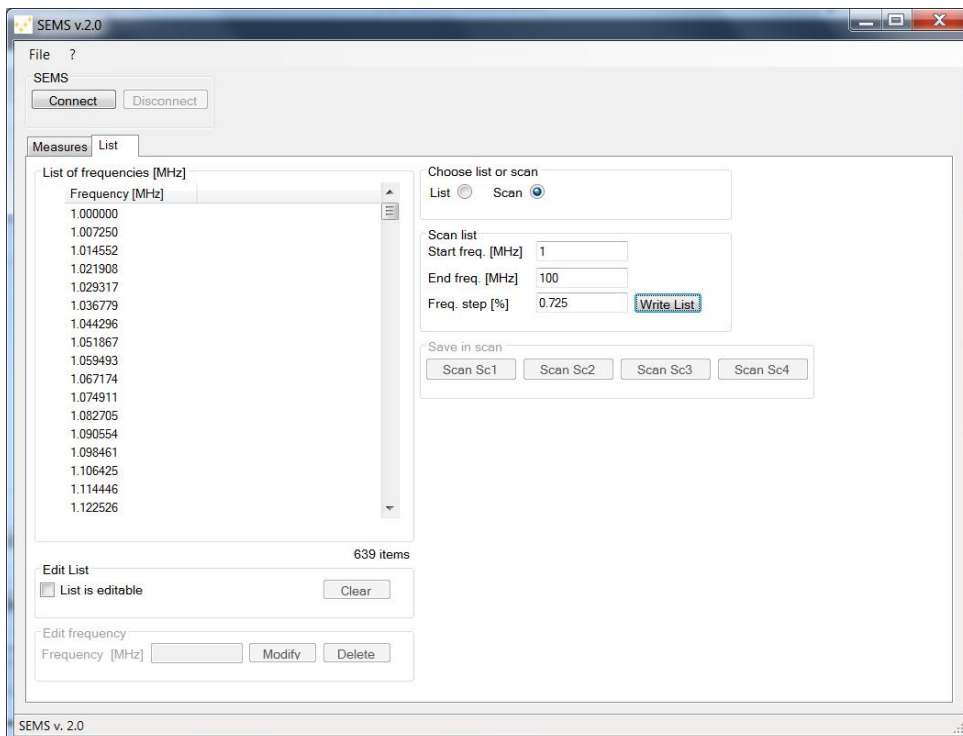 SEMS v.2.0
File ?
SEMS
Connect Disconnect
Measures List
List of frequencies [MHz]
Frequency [MHz]
1.000000
1.007250
1.014552
1.021908
1.029317
1.036779
1.044296
1.051867
1.059493
1.067174
1.074911
1.082705
1.090554
1.098461
1.106425
1.114446
1.122526
639 items
Edit List
List is editable Clear
Edit frequency
Frequency [MHz] Modify Delete
Choose list or scan
List Scan
Scan list
Start freq. [MHz] 1
End freq. [MHz] 100
Freq. step [%] 0.725 Write List
Save in scan
Scan Sc1 Scan Sc2 Scan Sc3 Scan Sc4
SEMS v. 2.0